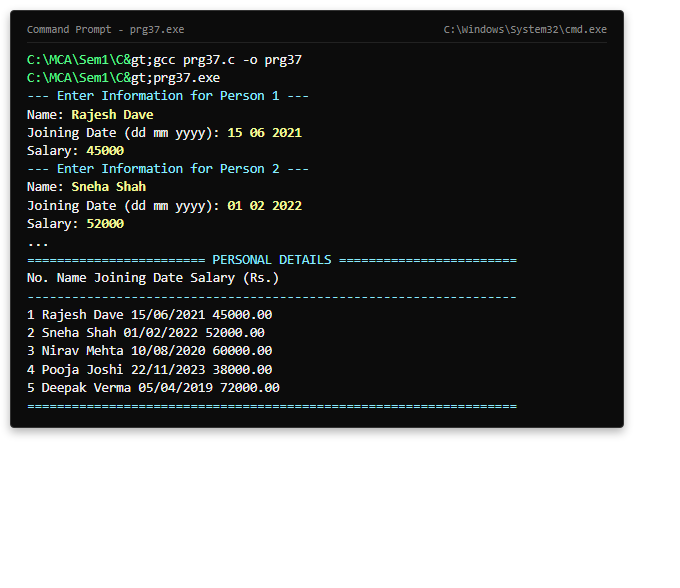 Command Prompt - prg37.exe C:\Windows\System32\cmd.exe
C:\MCA\Sem1\C&gt;gcc prg37.c -o prg37
C:\MCA\Sem1\C&gt;prg37.exe
--- Enter Information for Person 1 ---
Name: Rajesh Dave
Joining Date (dd mm yyyy): 15 06 2021
Salary: 45000
--- Enter Information for Person 2 ---
Name: Sneha Shah
Joining Date (dd mm yyyy): 01 02 2022
Salary: 52000
...
======================== PERSONAL DETAILS ========================
No. Name Joining Date Salary (Rs.)
------------------------------------------------------------------
1 Rajesh Dave 15/06/2021 45000.00
2 Sneha Shah 01/02/2022 52000.00
3 Nirav Mehta 10/08/2020 60000.00
4 Pooja Joshi 22/11/2023 38000.00
5 Deepak Verma 05/04/2019 72000.00
==================================================================